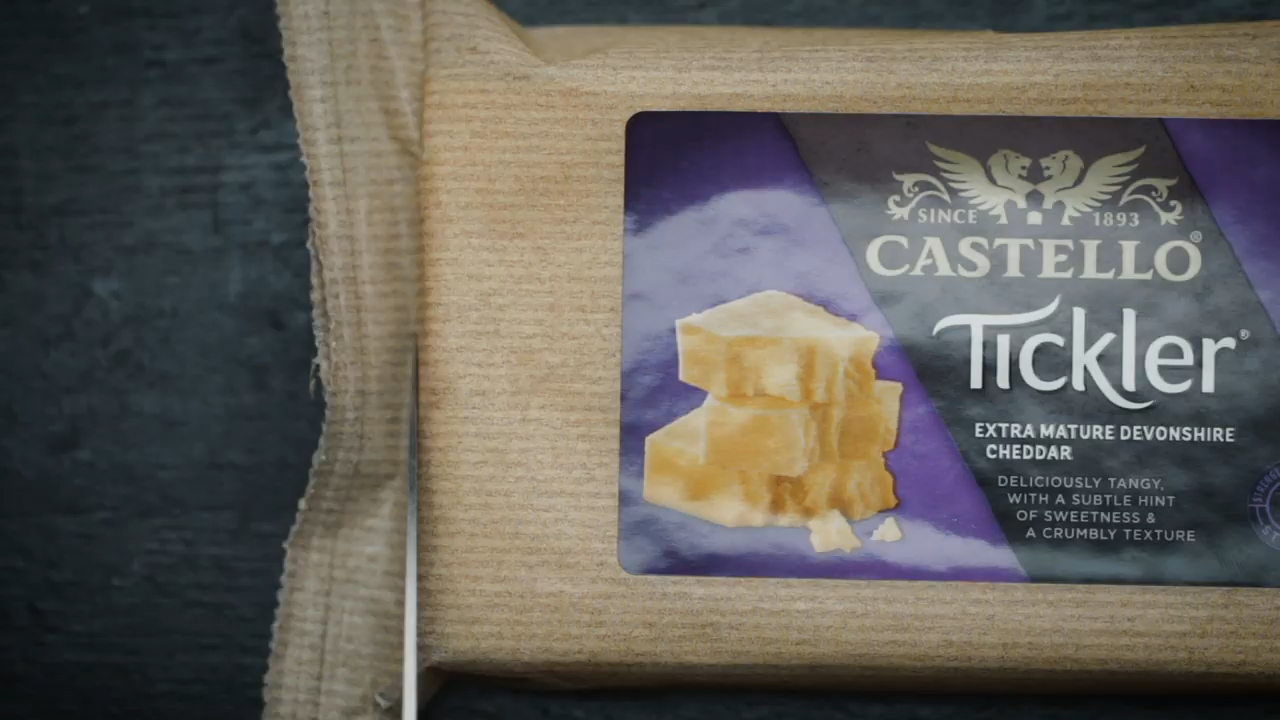 SINCE 1893
CASTELLO®
Tickler®
EXTRA MATURE DEVONSHIRE
CHEDDAR
DELICIOUSLY TANGY,
WITH A SUBTLE HINT
OF SWEETNESS &
A CRUMBLY TEXTURE